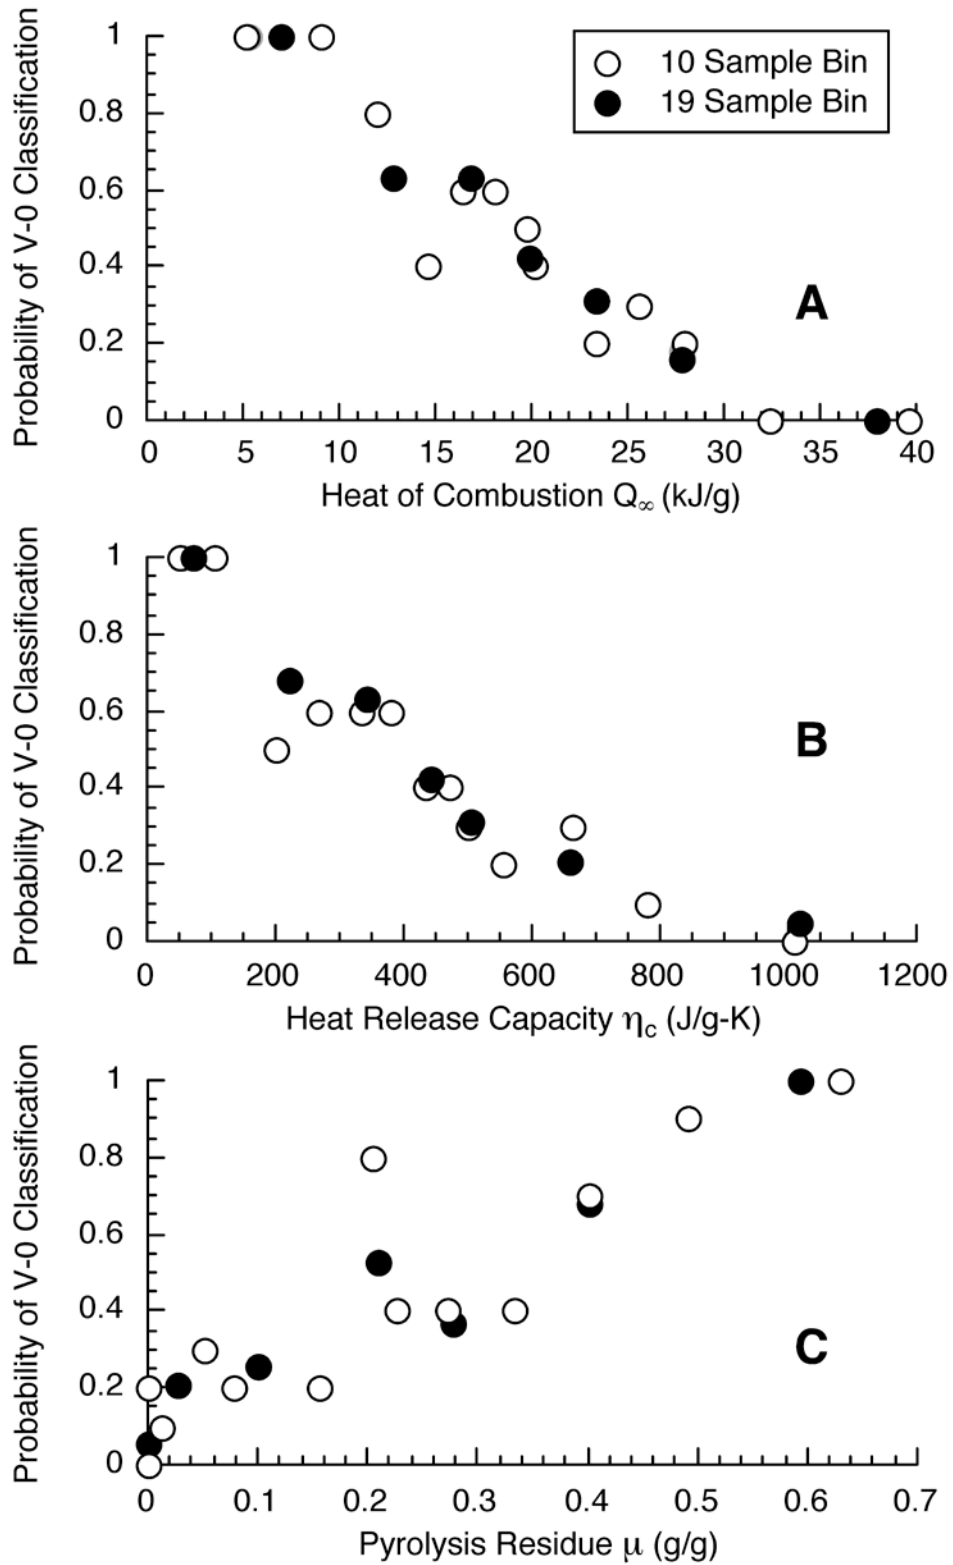 Probability of V-0 Classification
1
0.8
0.6
0.4
0.2
0
10 Sample Bin
19 Sample Bin
A
0 5 10 15 20 25 30 35 40
Heat of Combustion Q∞ (kJ/g)
Probability of V-0 Classification
1
0.8
0.6
0.4
0.2
0
B
0 200 400 600 800 1000 1200
Heat Release Capacity ηc (J/g-K)
Probability of V-0 Classification
1
0.8
0.6
0.4
0.2
0
C
0 0.1 0.2 0.3 0.4 0.5 0.6 0.7
Pyrolysis Residue μ (g/g)